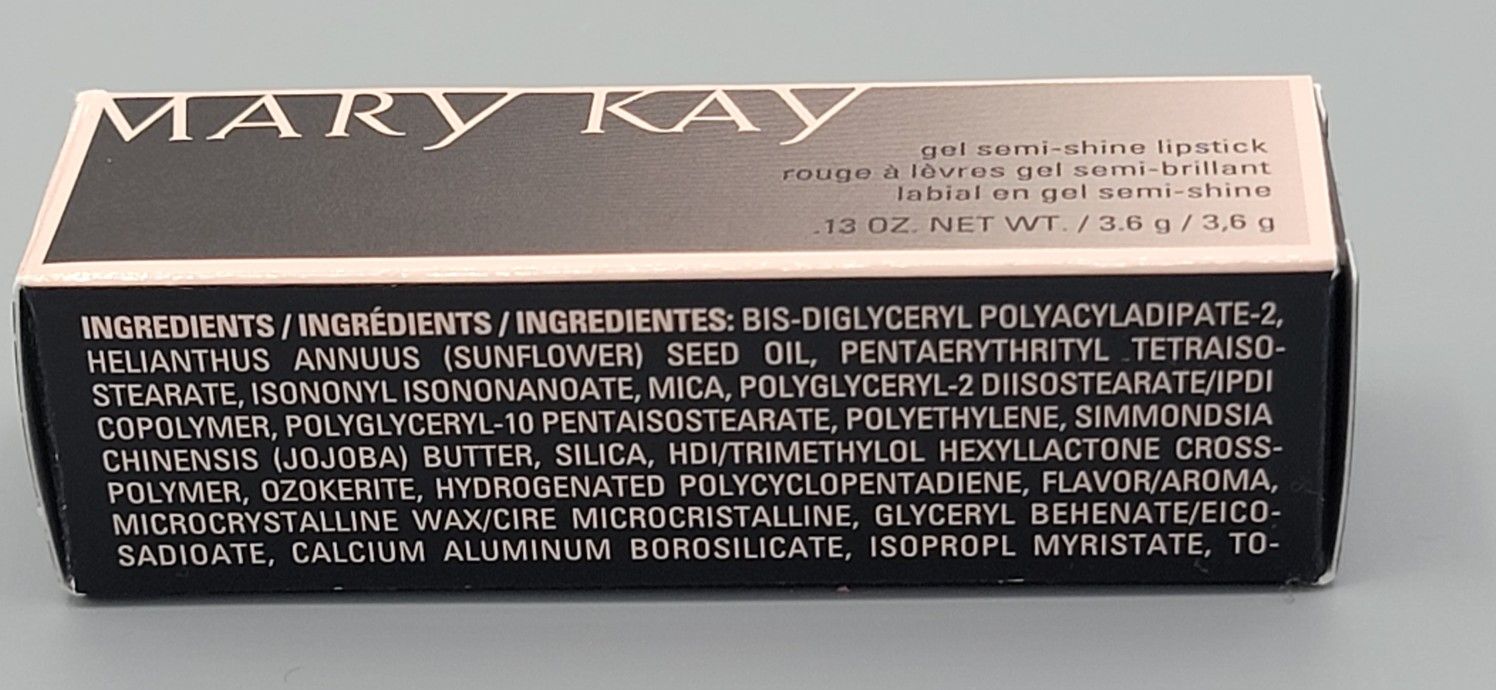 MARY KAY
gel semi-shine lipstick
rouge à lèvres gel semi-brillant
labial en gel semi-shine
.13 OZ. NET WT. / 3.6 g / 3,6 g
INGREDIENTS / INGRÉDIENTS / INGREDIENTES: BIS-DIGLYCERYL POLYACYLADIPATE-2,
HELIANTHUS ANNUUS (SUNFLOWER) SEED OIL, PENTAERYTHRITYL TETRAISO-
STEARATE, ISONONYL ISONONANOATE, MICA, POLYGLYCERYL-2 DIISOSTEARATE/IPDI
COPOLYMER, POLYGLYCERYL-10 PENTAISOSTEARATE, POLYETHYLENE, SIMMONDSIA
CHINENSIS (JOJOBA) BUTTER, SILICA, HDI/TRIMETHYLOL HEXYLLACTONE CROSS-
POLYMER, OZOKERITE, HYDROGENATED POLYCYCLOPENTADIENE, FLAVOR/AROMA,
MICROCRYSTALLINE WAX/CIRE MICROCRISTALLINE, GLYCERYL BEHENATE/EICO-
SADIOATE, CALCIUM ALUMINUM BOROSILICATE, ISOPROPL MYRISTATE, TO-